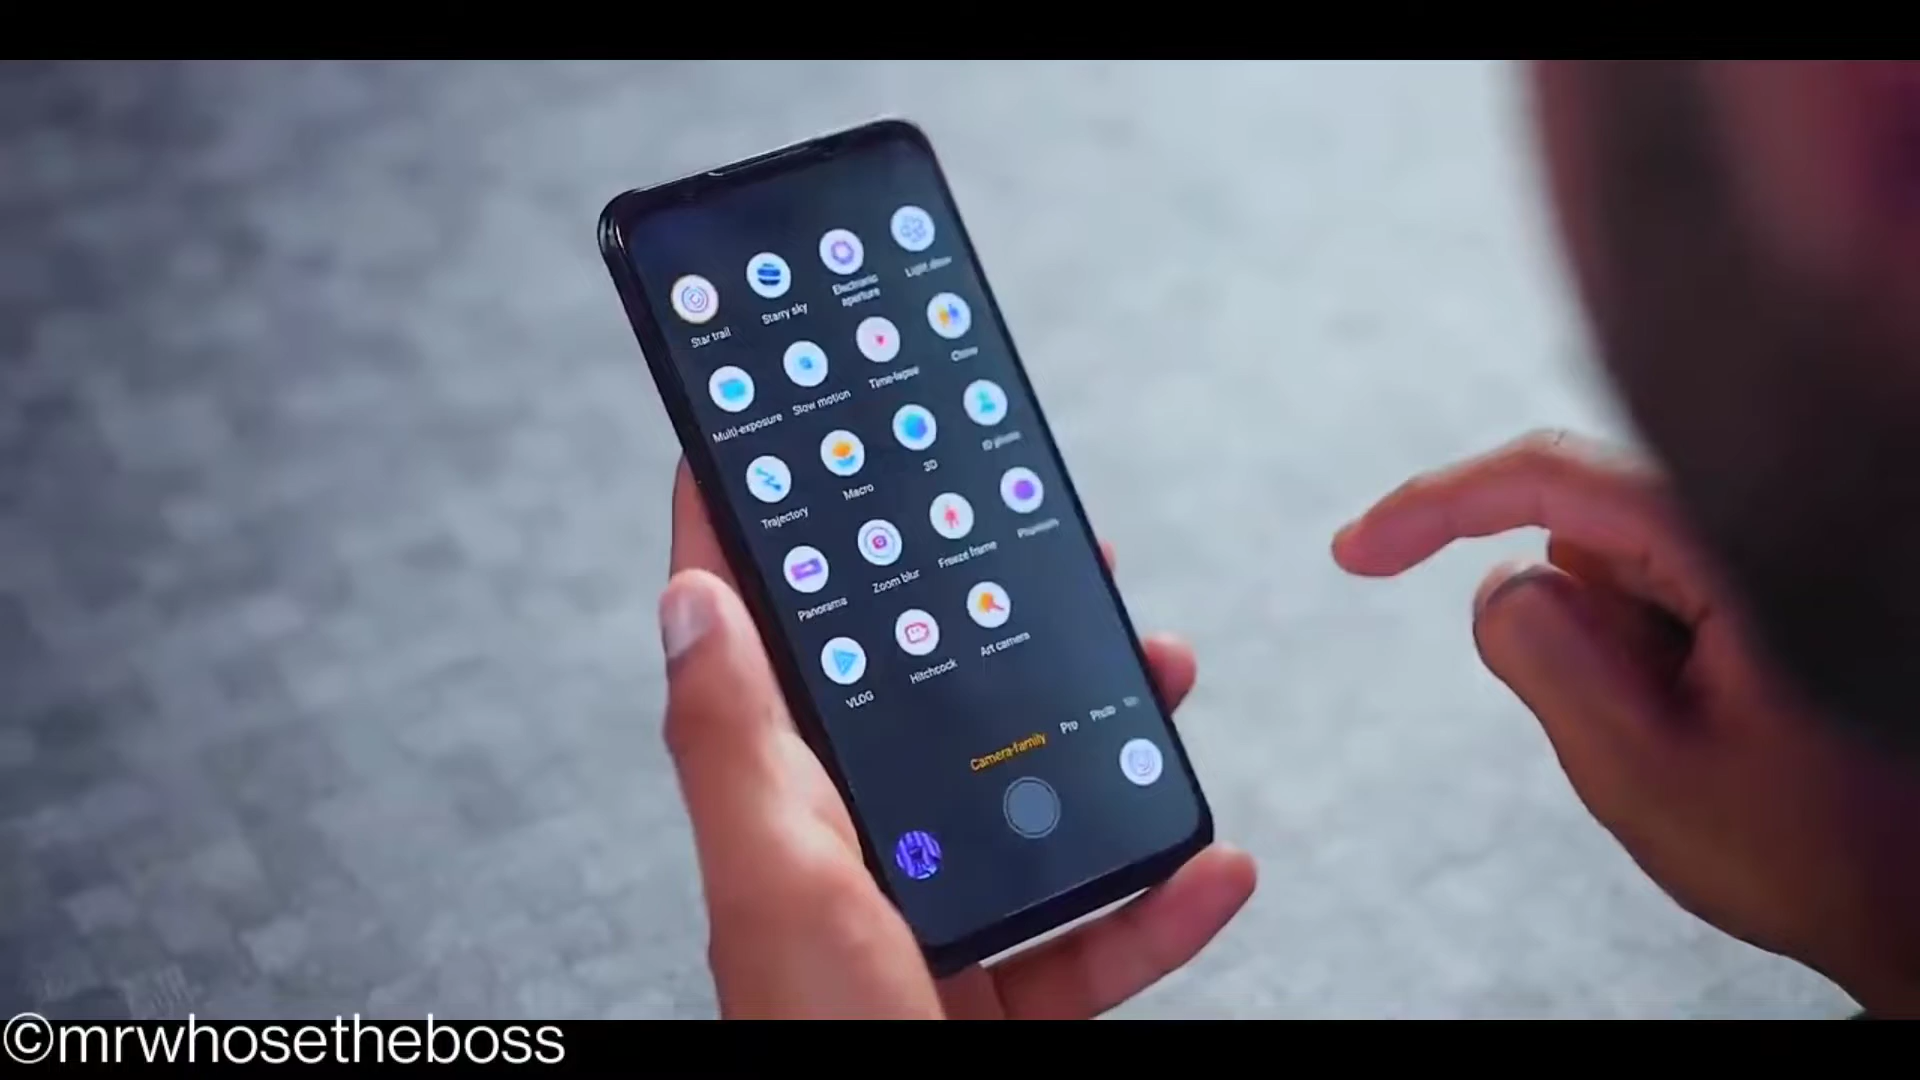 Star trail
Starry sky
Electronic
aperture
Light draw
Multi-exposure
Slow motion
Time-lapse
Clone
Trajectory
Macro
3D
ID photo
Panorama
Zoom blur
Freeze frame
VLOG
Hitchcock
Art camera
Camera-family
Pro
Photo
©mrwhosetheboss